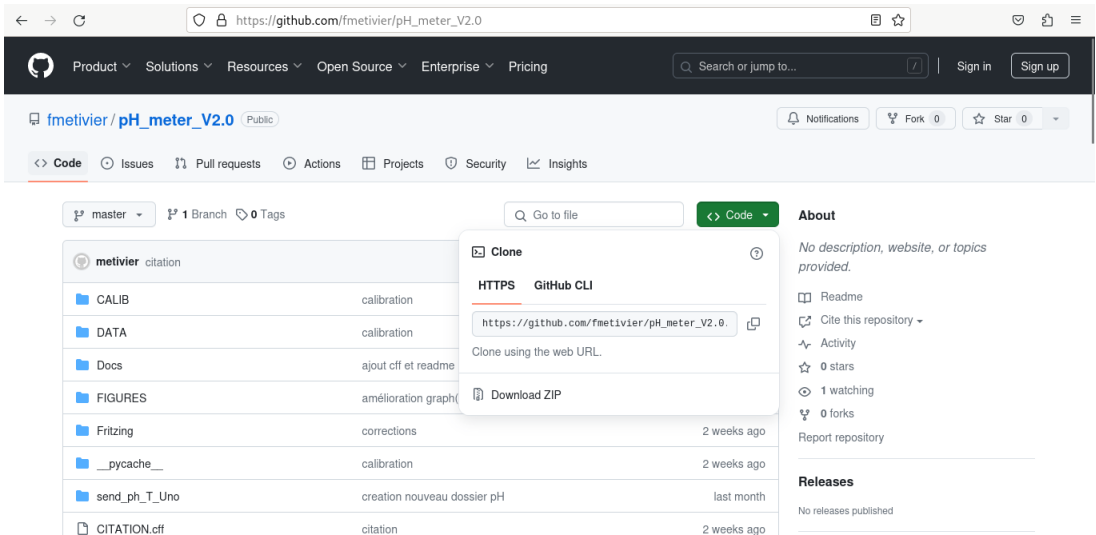 https://github.com/fmetivier/pH_meter_V2.0
Product Solutions Resources Open Source Enterprise Pricing Search or jump to... / Sign in Sign up
fmetivier / pH_meter_V2.0 Public Notifications Fork 0 Star 0
Code Issues Pull requests Actions Projects Security Insights
master 1 Branch 0 Tags Go to file Code
About
No description, website, or topics
provided.
Readme
Cite this repository
Activity
0 stars
1 watching
0 forks
Report repository
Releases
No releases published
metivier citation
CALIB calibration
DATA calibration
Docs ajout cff et readme
FIGURES amélioration graph(
Fritzing corrections 2 weeks ago
__pycache__ calibration 2 weeks ago
send_ph_T_Uno creation nouveau dossier pH last month
CITATION.cff citation 2 weeks ago
Clone
HTTPS GitHub CLI
https://github.com/fmetivier/pH_meter_V2.0.
Clone using the web URL.
Download ZIP